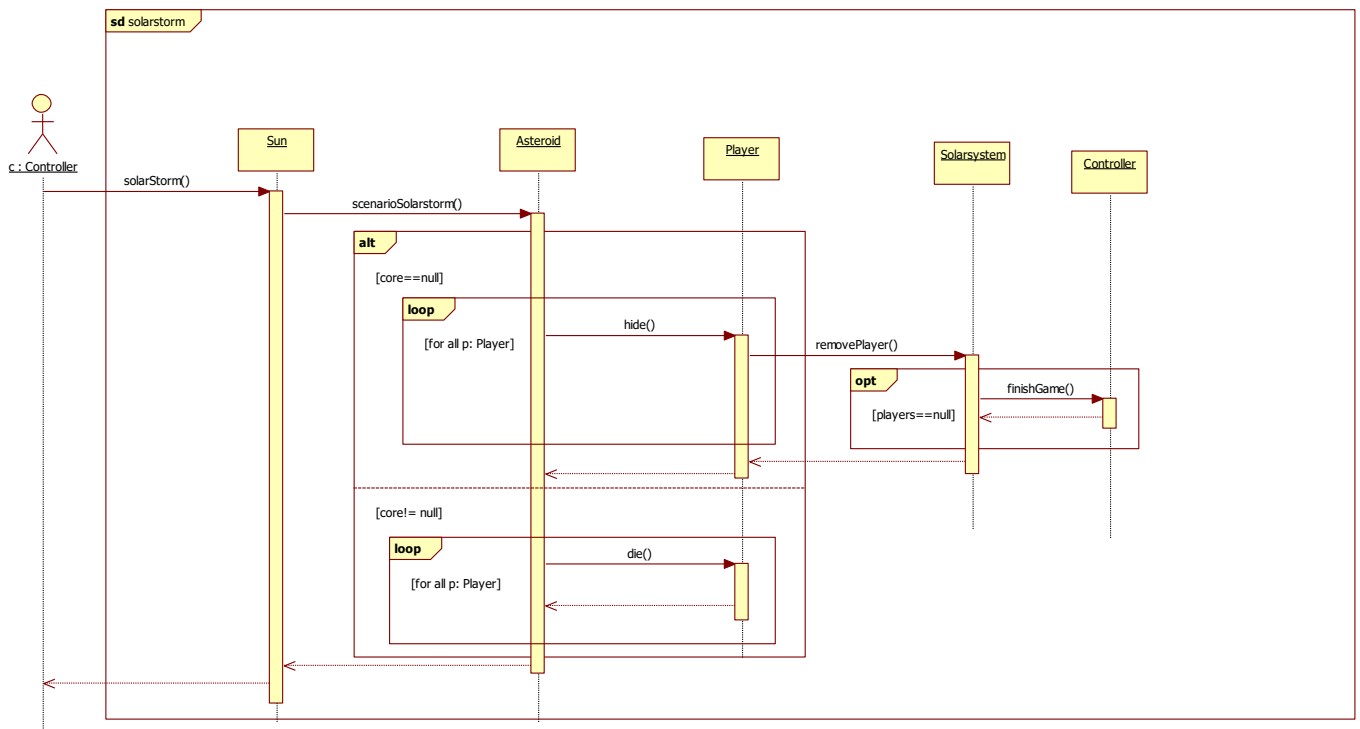 sd solarstorm
c : Controller
Sun
Asteroid
Player
Solarsystem
Controller
solarStorm()
scenarioSolarstorm()
alt
[core==null]
loop
[for all p: Player]
hide()
removePlayer()
opt
[players==null]
finishGame()
[core!= null]
loop
[for all p: Player]
die()